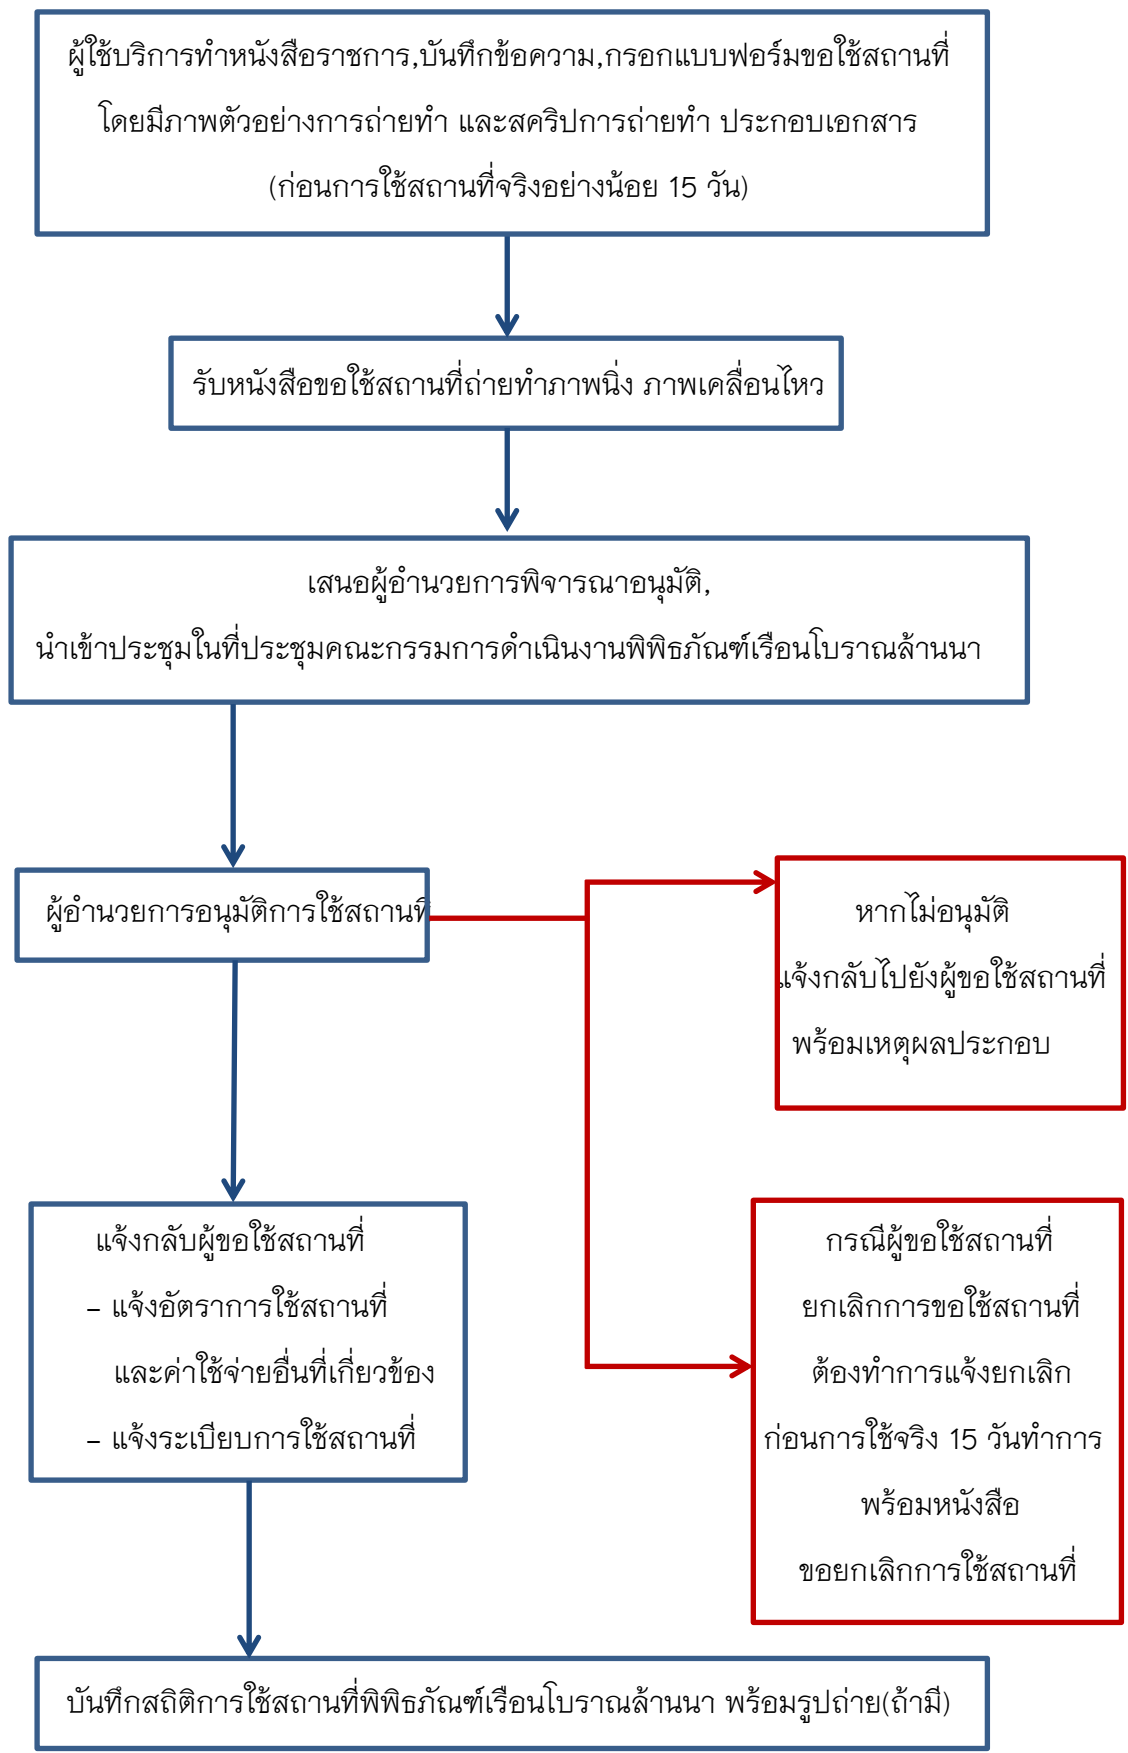 ผู้ใช้บริการทำหนังสือราชการ,บันทึกข้อความ,กรอกแบบฟอร์มขอใช้สถานที่
โดยมีภาพตัวอย่างการถ่ายทำ และสคริปการถ่ายทำ ประกอบเอกสาร
(ก่อนการใช้สถานที่จริงอย่างน้อย 15 วัน)
รับหนังสือขอใช้สถานที่ถ่ายทำภาพนิ่ง ภาพเคลื่อนไหว
เสนอผู้อำนวยการพิจารณาอนุมัติ,
นำเข้าประชุมในที่ประชุมคณะกรรมการดำเนินงานพิพิธภัณฑ์เรือนโบราณล้านนา
ผู้อำนวยการอนุมัติการใช้สถานที่
หากไม่อนุมัติ
แจ้งกลับไปยังผู้ขอใช้สถานที่
พร้อมเหตุผลประกอบ
แจ้งกลับผู้ขอใช้สถานที่
- แจ้งอัตราการใช้สถานที่
และค่าใช้จ่ายอื่นที่เกี่ยวข้อง
- แจ้งระเบียบการใช้สถานที่
กรณีผู้ขอใช้สถานที่
ยกเลิกการขอใช้สถานที่
ต้องทำการแจ้งยกเลิก
ก่อนการใช้จริง 15 วันทำการ
พร้อมหนังสือ
ขอยกเลิกการใช้สถานที่
บันทึกสถิติการใช้สถานที่พิพิธภัณฑ์เรือนโบราณล้านนา พร้อมรูปถ่าย(ถ้ามี)